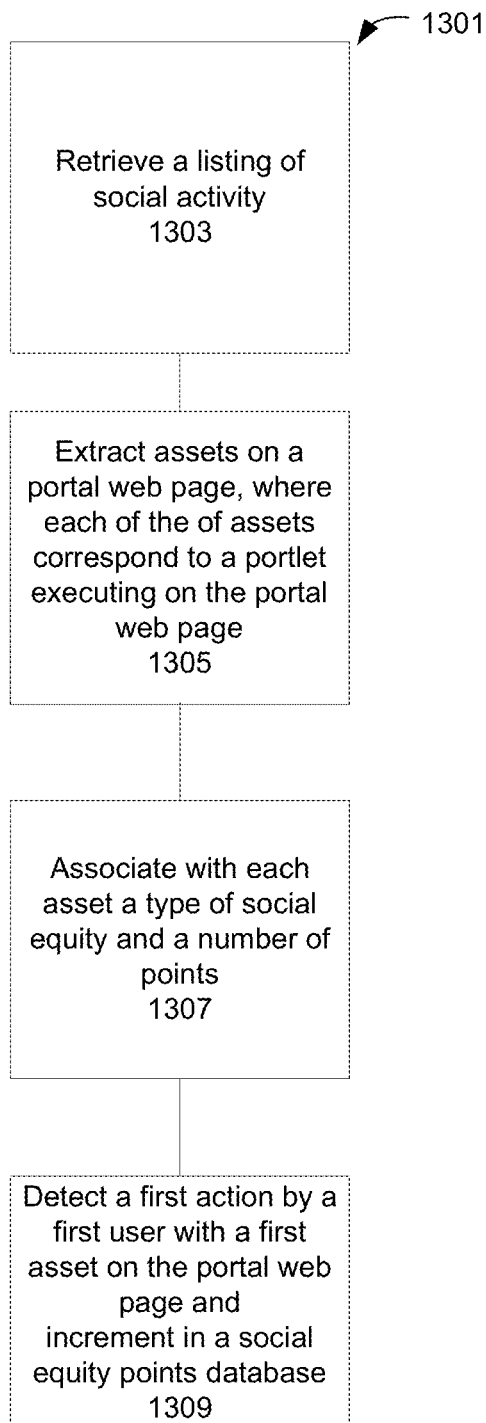 1301
Retrieve a listing of
social activity
1303
Extract assets on a
portal web page, where
each of the of assets
correspond to a portlet
executing on the portal
web page
1305
Associate with each
asset a type of social
equity and a number of
points
1307
Detect a first action by a
first user with a first
asset on the portal web
page and
increment in a social
equity points database
1309